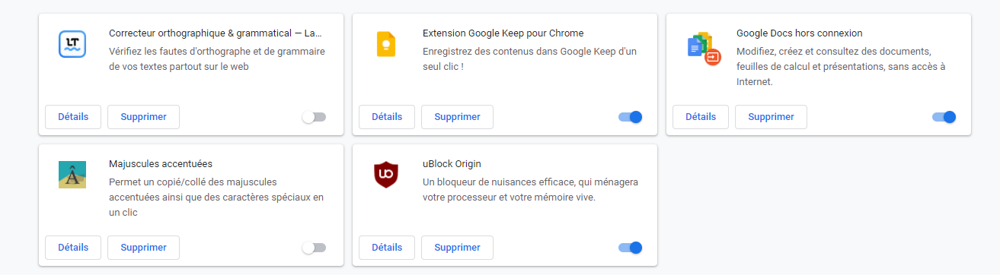 LT
Correcteur orthographique & grammatical — La...
Vérifiez les fautes d'orthographe et de grammaire
de vos textes partout sur le web
Détails
Supprimer
Extension Google Keep pour Chrome
Enregistrez des contenus dans Google Keep d'un
seul clic !
Détails
Supprimer
Google Docs hors connexion
Modifiez, créez et consultez des documents,
feuilles de calcul et présentations, sans accès à
Internet.
Détails
Supprimer
Â
Majuscules accentuées
Permet un copié/collé des majuscules
accentuées ainsi que des caractères spéciaux en
un clic
Détails
Supprimer
uO
uBlock Origin
Un bloqueur de nuisances efficace, qui ménagera
votre processeur et votre mémoire vive.
Détails
Supprimer